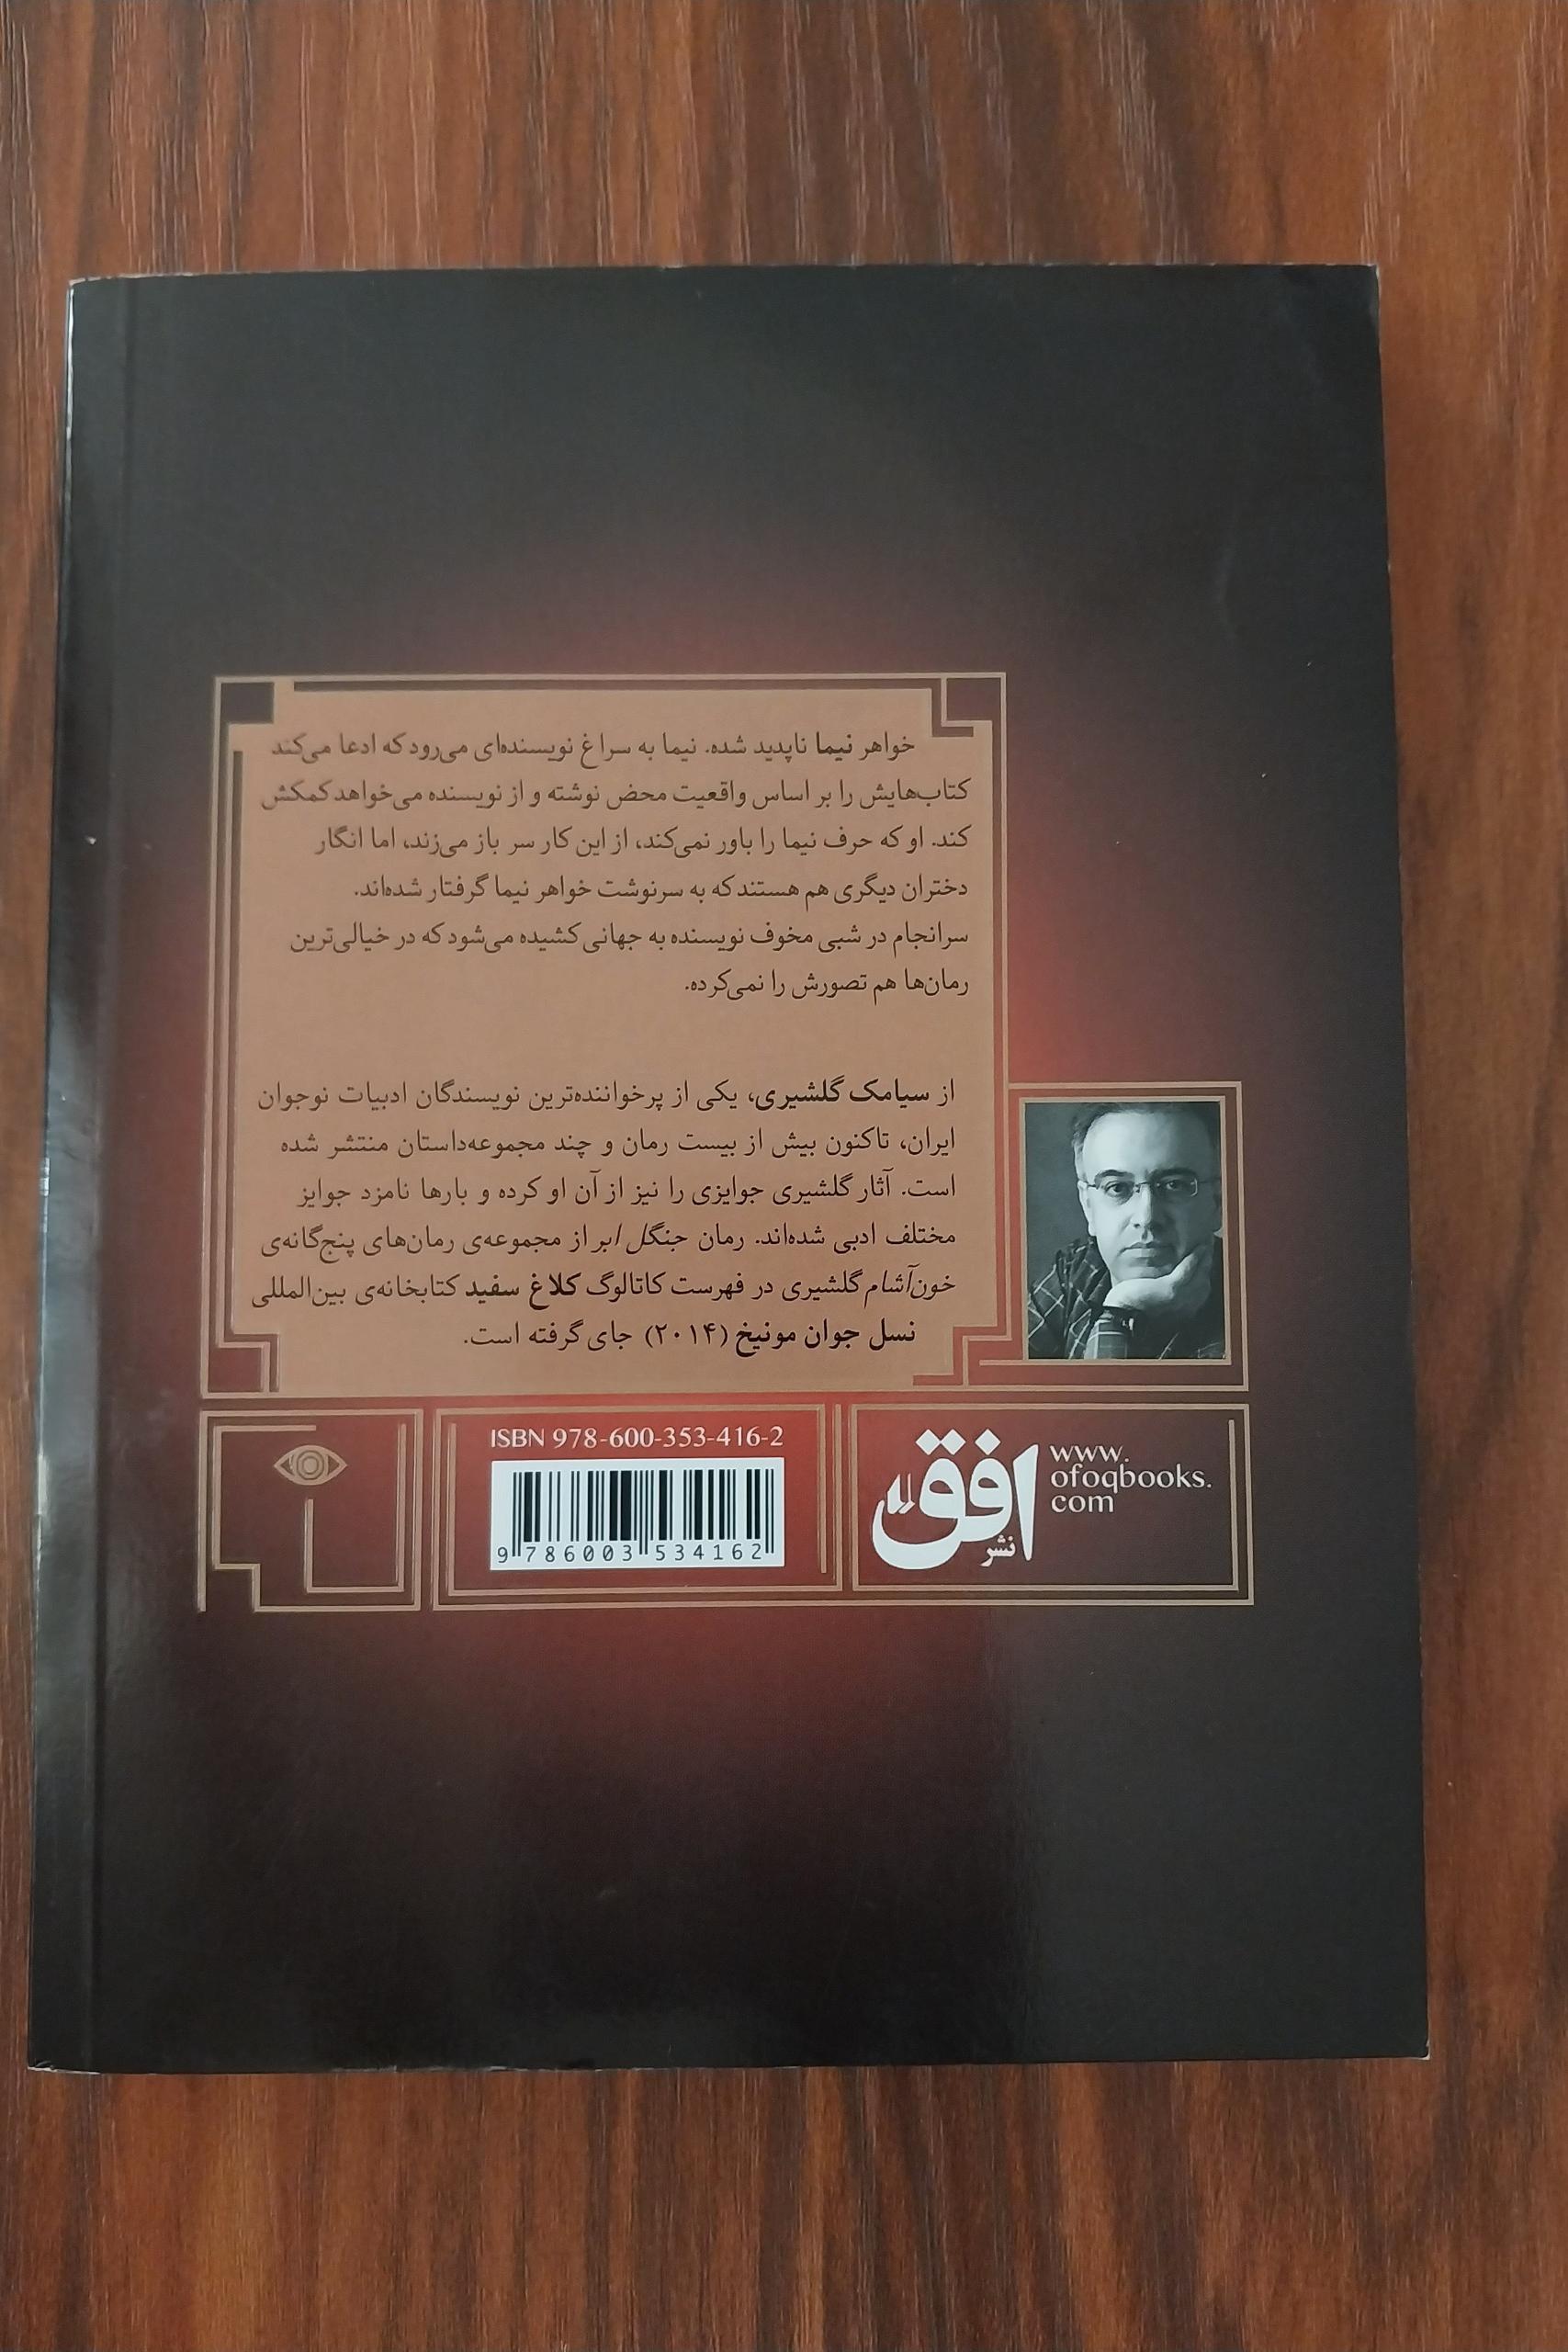 خواهر نیما ناپدید شده. نیما به سراغ نویسنده‌ای می‌رود که ادعا می‌کند
کتاب‌هایش را بر اساس واقعیت محض نوشته و از نویسنده می‌خواهد کمکش
کند. او که حرف نیما را باور نمی‌کند، از این کار سر باز می‌زند، اما انگار
دختران دیگری هم هستند که به سرنوشت خواهر نیما گرفتار شده‌اند.
سرانجام در شبی مخوف نویسنده به جهانی کشیده می‌شود که در خیالی‌ترین
رمان‌ها هم تصورش را نمی‌کرده.
از سیامک گلشیری، یکی از پرخواننده‌ترین نویسندگان ادبیات نوجوان
ایران، تاکنون بیش از بیست رمان و چند مجموعه‌داستان منتشر شده
است. آثار گلشیری جوایزی را نیز از آن او کرده و بارها نامزد جوایز
مختلف ادبی شده‌اند. رمان جنگل ابر از مجموعه‌ی رمان‌های پنج‌گانه‌ی
خون‌آشام گلشیری در فهرست کاتالوگ کلاغ سفید کتابخانه‌ی بین‌المللی
نسل جوان مونیخ (۲۰۱۴) جای گرفته است.
www.
ofoqbooks.
com
نشر افق
ISBN 978-600-353-416-2
9 786003 534162